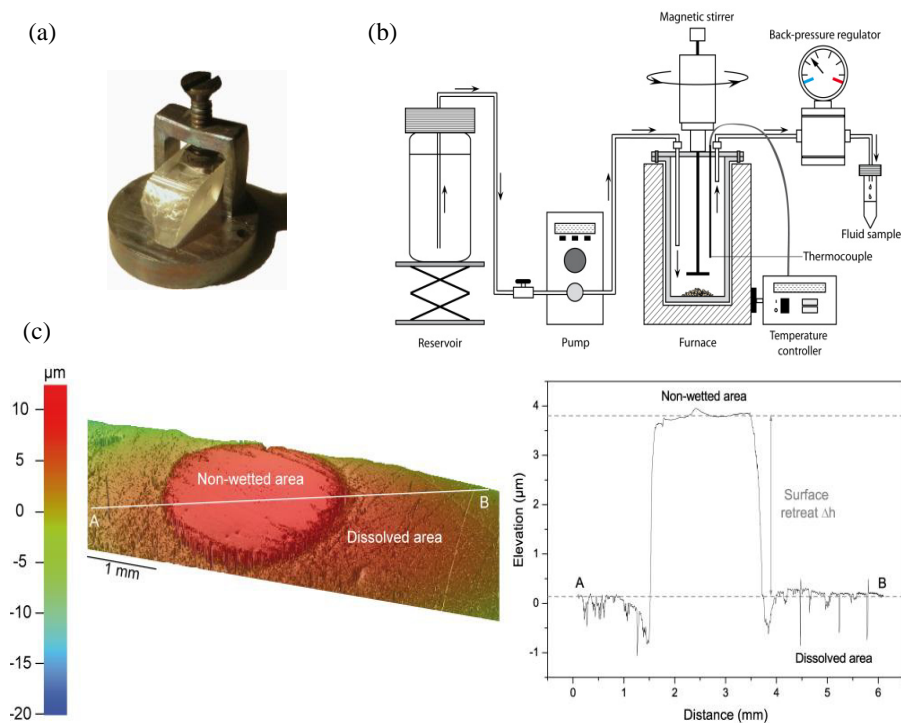 (a)
(b)
Magnetic stirrer
Back-pressure regulator
Fluid sample
Thermocouple
Reservoir
Pump
Furnace
Temperature
controller
(c)
µm
10
5
0
-5
-10
-15
-20
Non-wetted area
A
B
Dissolved area
1 mm
Elevation (µm)
4
3
2
1
0
-1
Non-wetted area
Surface
retreat Δh
A
B
Dissolved area
0
1
2
3
4
5
6
Distance (mm)